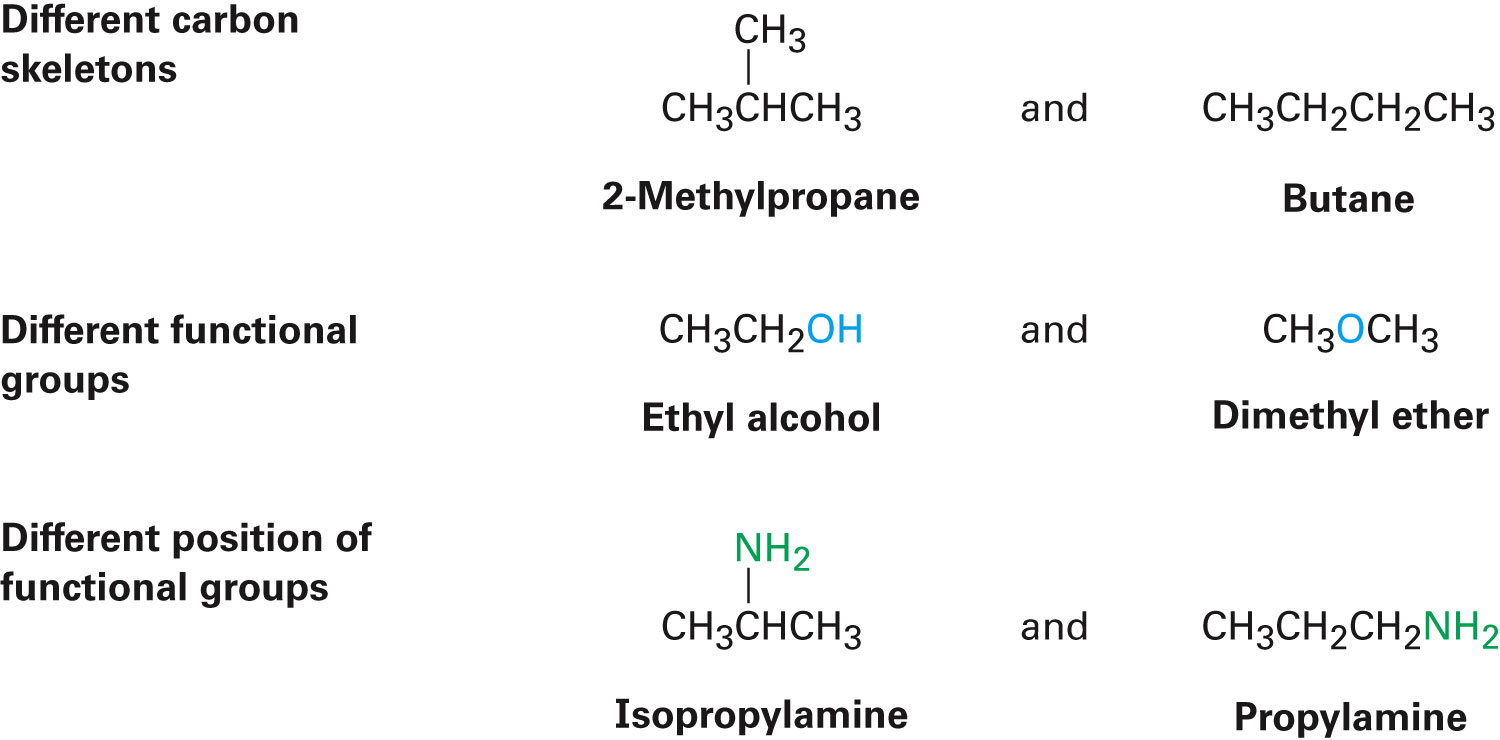 Different carbon
skeletons
CH3
CH3CHCH3 and CH3CH2CH2CH3
2-Methylpropane Butane
Different functional
groups
CH3CH2OH and CH3OCH3
Ethyl alcohol Dimethyl ether
Different position of
functional groups
NH2
CH3CHCH3 and CH3CH2CH2NH2
Isopropylamine Propylamine